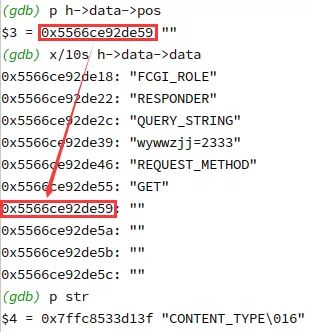 (gdb) p h->data->pos
$3 = 0x5566ce92de59 ""
(gdb) x/10s h->data->data
0x5566ce92de18: "FCGI_ROLE"
0x5566ce92de22: "RESPONDER"
0x5566ce92de2c: "QUERY_STRING"
0x5566ce92de39: "wywwzjj=2333"
0x5566ce92de46: "REQUEST_METHOD"
0x5566ce92de55: "GET"
0x5566ce92de59: ""
0x5566ce92de5a: ""
0x5566ce92de5b: ""
0x5566ce92de5c: ""
(gdb) p str
$4 = 0x7ffc8533d13f "CONTENT_TYPE\016"